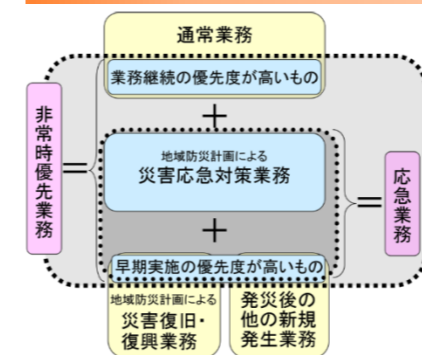 通常業務
業務継続の優先度が高いもの
+
非常時優先業務
=
地域防災計画による
災害応急対策業務
=
応急業務
+
早期実施の優先度が高いもの
地域防災計画による
災害復旧・
復興業務
発災後の
他の新規
発生業務